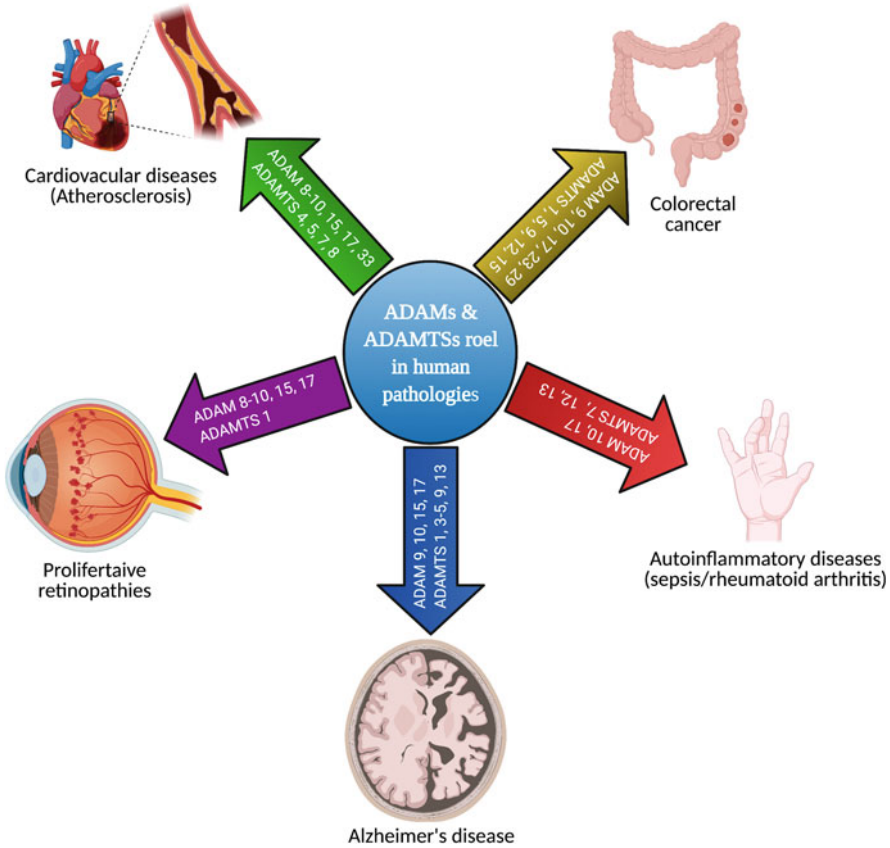 Cardiovacular diseases
(Atherosclerosis)
ADAM 8-10, 15, 17, 33
ADAMTS 4, 5, 7, 8
ADAM 9, 10, 17, 23, 29
ADAMTS 1, 5, 9, 12, 15
Colorectal
cancer
ADAMs &
ADAMTSs roel
in human
pathologies
ADAM 8-10, 15, 17
ADAMTS 1
Prolifertaive
retinopathies
ADAM 10, 17
ADAMTS 7, 12, 13
Autoinflammatory diseases
(sepsis/rheumatoid arthritis)
ADAM 9, 10, 15, 17
ADAMTS 1, 3-5, 9, 13
Alzheimer's disease